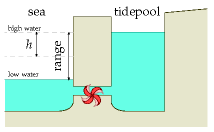 sea
tidepool
high water
h
range
low water